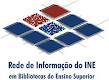 Rede de Informação do INE
em Bibliotecas do Ensino Superior